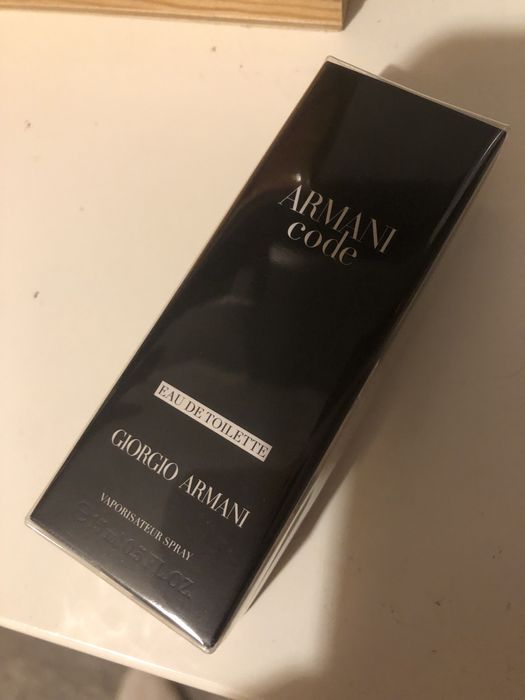 ARMANI
code
EAU DE TOILETTE
GIORGIO ARMANI
VAPORISATEUR SPRAY